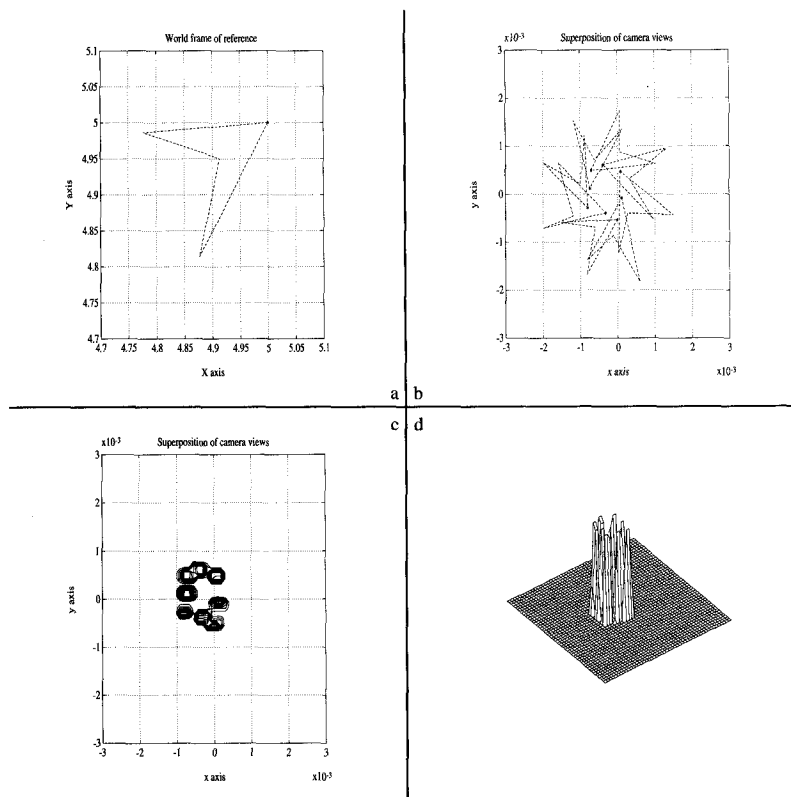 World frame of reference
5.1
5.05
5
4.95
4.9
4.85
4.8
4.75
4.7
Y axis
4.7 4.75 4.8 4.85 4.9 4.95 5 5.05 5.1
X axis
a
x10-3 Superposition of camera views
3
2
1
0
-1
-2
-3
y axis
-3 -2 -1 0 1 2 3
x axis x10-3
b
c
x10-3 Superposition of camera views
3
2
1
0
-1
-2
-3
y axis
-3 -2 -1 0 1 2 3
x axis x10-3
d